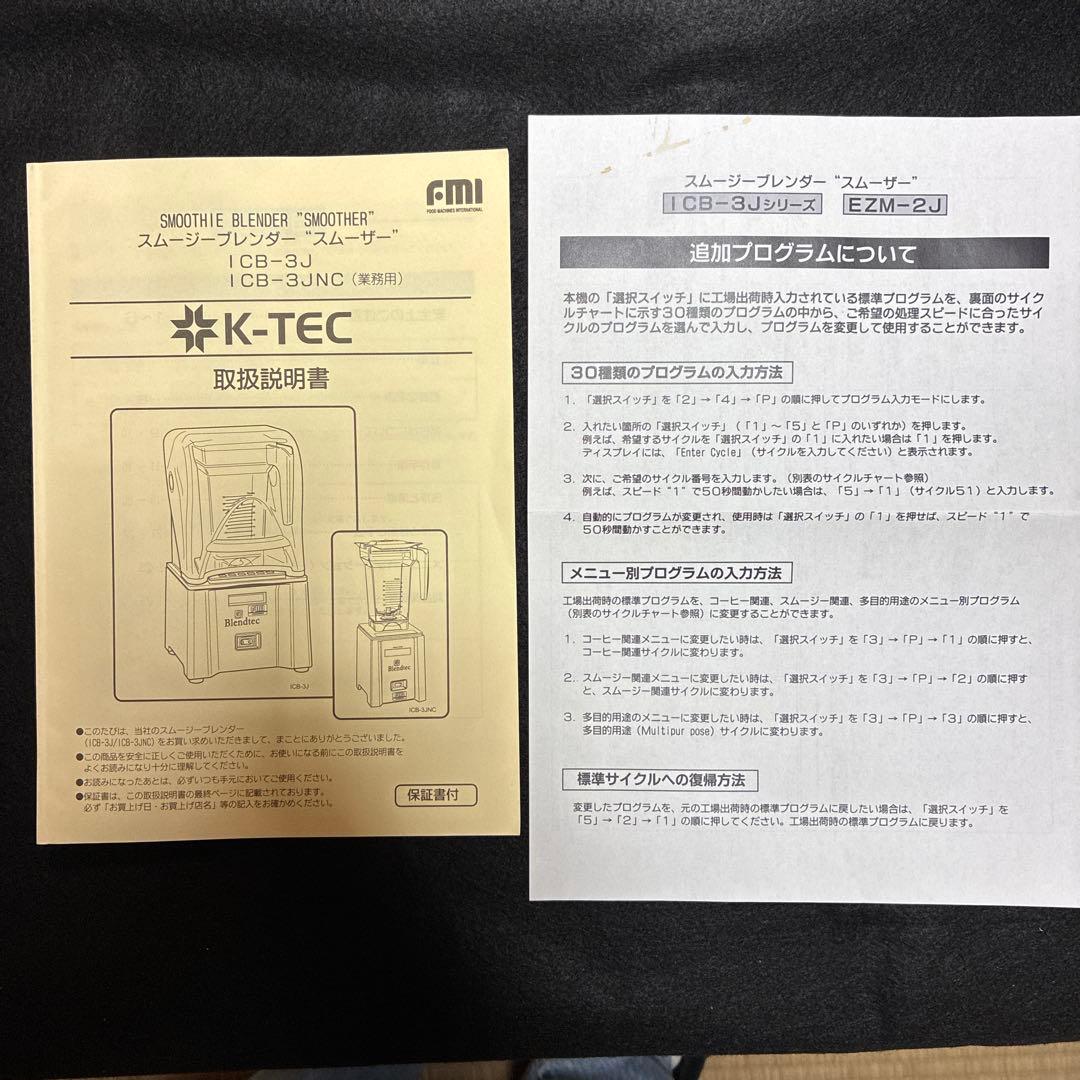 FMI
FOOD MACHINES INTERNATIONAL
SMOOTHIE BLENDER "SMOOTHER"
スムージーブレンダー“スムーザー”
ICB-3J
ICB-3JNC（業務用）
K-TEC
取扱説明書
Blendtec
ICB-3J
Blendtec
ICB-3JNC
●このたびは、当社のスムージーブレンダー
(ICB-3J/ICB-3JNC)をお買い求めいただきまして、まことにありがとうございました。
●この商品を安全に正しくご使用いただくために、お使いになる前にこの取扱説明書を
よくお読みになり十分に理解してください。
●お読みになったあとは、必ずいつも手元においてご使用ください。
●保証書は、この取扱説明書の最終ページに記載されております。
必ず「お買上げ日・お買上げ店名」等の記入をお確かめください。
保証書付
スムージーブレンダー“スムーザー”
ICB-3Jシリーズ EZM-2J
追加プログラムについて
本機の「選択スイッチ」に工場出荷時入力されている標準プログラムを、裏面のサイク
ルチャートに示す30種類のプログラムの中から、ご希望の処理スピードに合ったサイ
クルのプログラムを選んで入力し、プログラムを変更して使用することができます。
30種類のプログラムの入力方法
1. 「選択スイッチ」を「2」→「4」→「P」の順に押してプログラム入力モードにします。
2. 入れたい箇所の「選択スイッチ」（「1」～「5」と「P」のいずれか）を押します。
例えば、希望するサイクルを「選択スイッチ」の「1」に入れたい場合は「1」を押します。
ディスプレイには、「Enter Cycle」（サイクルを入力してください）と表示されます。
3. 次に、ご希望のサイクル番号を入力します。（別表のサイクルチャート参照）
例えば、スピード“1”で50秒間動かしたい場合は、「5」→「1」（サイクル51）と入力します。
4. 自動的にプログラムが変更され、使用時は「選択スイッチ」の「1」を押せば、スピード“1”で
50秒間動かすことができます。
メニュー別プログラムの入力方法
工場出荷時の標準プログラムを、コーヒー関連、スムージー関連、多目的用途のメニュー別プログラム
（別表のサイクルチャート参照）に変更することができます。
1. コーヒー関連メニューに変更したい時は、「選択スイッチ」を「3」→「P」→「1」の順に押すと、
コーヒー関連サイクルに変わります。
2. スムージー関連メニューに変更したい時は、「選択スイッチ」を「3」→「P」→「2」の順に押す
と、スムージー関連サイクルに変わります。
3. 多目的用途のメニューに変更したい時は、「選択スイッチ」を「3」→「P」→「3」の順に押すと、
多目的用途（Multipur pose）サイクルに変わります。
標準サイクルへの復帰方法
変更したプログラムを、元の工場出荷時の標準プログラムに戻したい場合は、「選択スイッチ」を
「5」→「2」→「1」の順に押してください。工場出荷時の標準プログラムに戻ります。